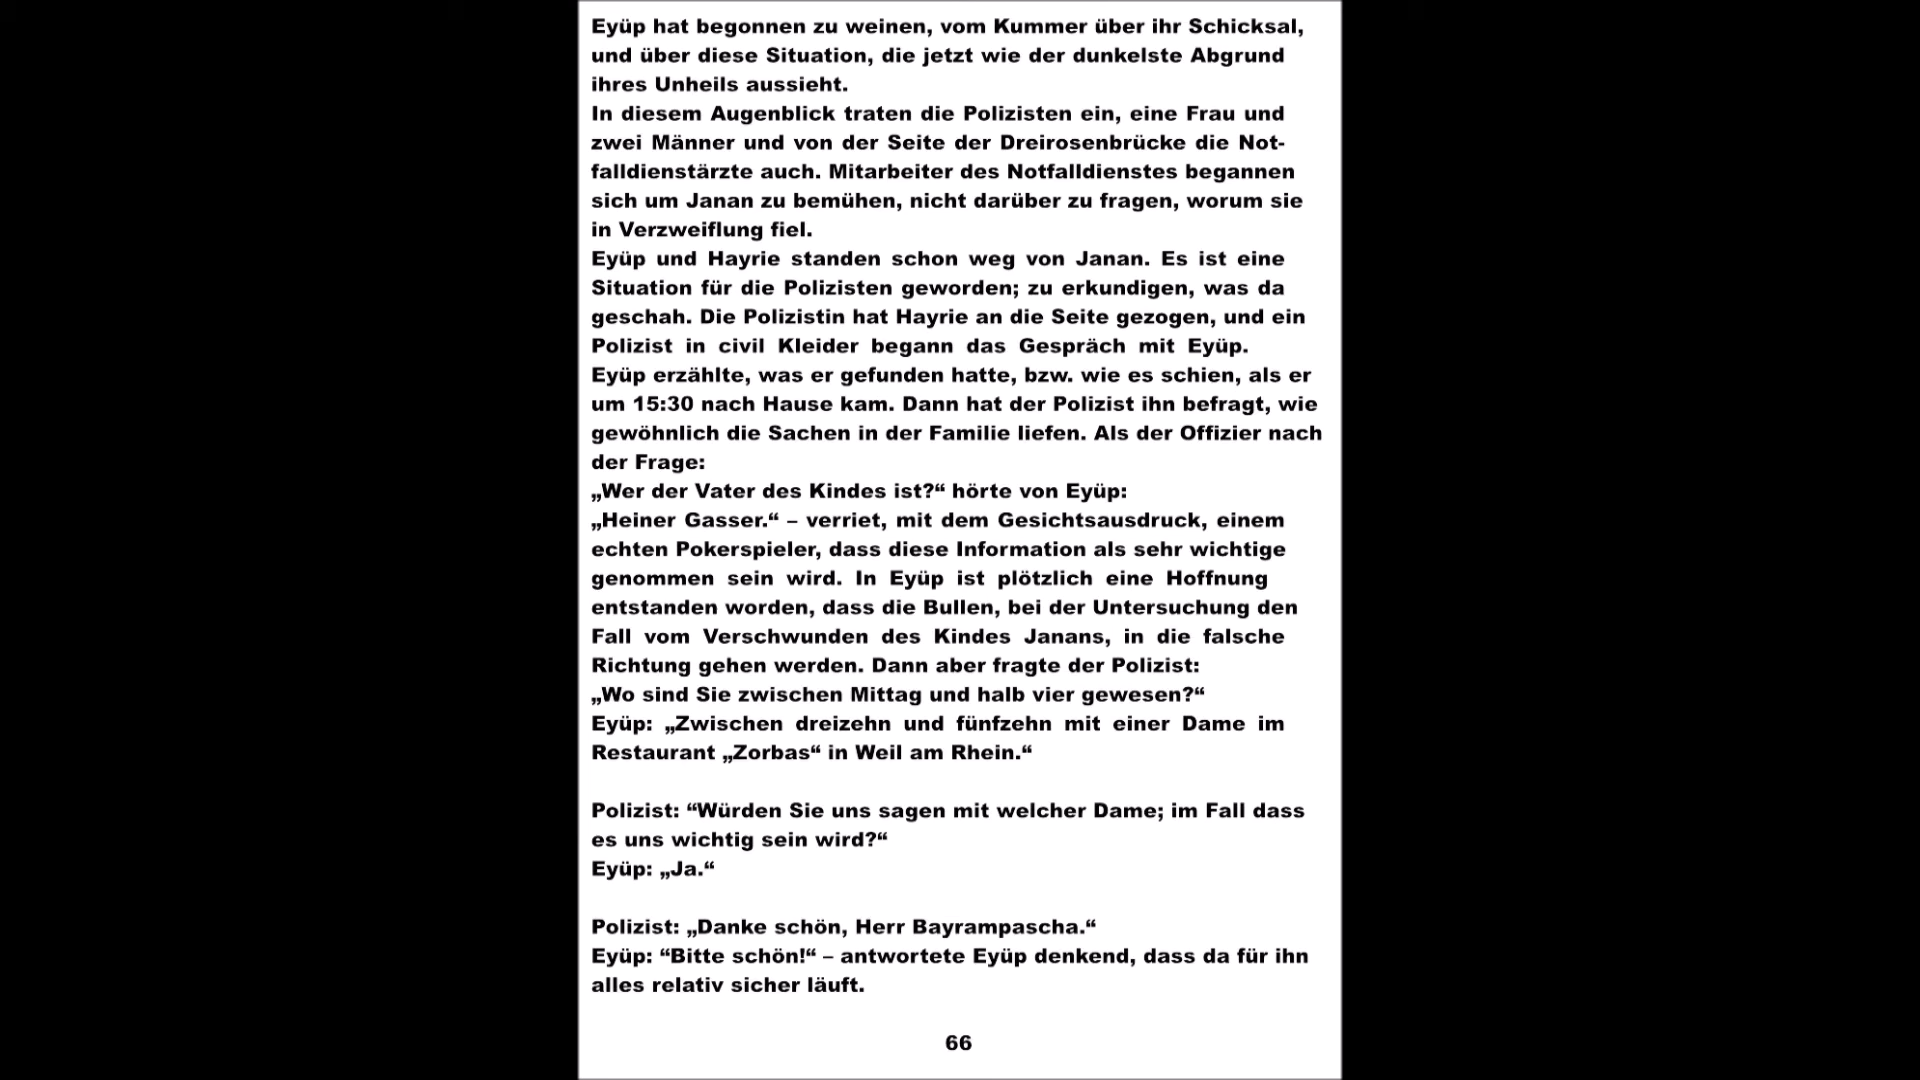 Eyüp hat begonnen zu weinen, vom Kummer über ihr Schicksal,
und über diese Situation, die jetzt wie der dunkelste Abgrund
ihres Unheils aussieht.
In diesem Augenblick traten die Polizisten ein, eine Frau und
zwei Männer und von der Seite der Dreirosenbrücke die Not-
falldienstärzte auch. Mitarbeiter des Notfalldienstes begannen
sich um Janan zu bemühen, nicht darüber zu fragen, worum sie
in Verzweiflung fiel.
Eyüp und Hayrie standen schon weg von Janan. Es ist eine
Situation für die Polizisten geworden; zu erkundigen, was da
geschah. Die Polizistin hat Hayrie an die Seite gezogen, und ein
Polizist in civil Kleider begann das Gespräch mit Eyüp.
Eyüp erzählte, was er gefunden hatte, bzw. wie es schien, als er
um 15:30 nach Hause kam. Dann hat der Polizist ihn befragt, wie
gewöhnlich die Sachen in der Familie liefen. Als der Offizier nach
der Frage:
„Wer der Vater des Kindes ist?“ hörte von Eyüp:
„Heiner Gasser.“ – verriet, mit dem Gesichtsausdruck, einem
echten Pokerspieler, dass diese Information als sehr wichtige
genommen sein wird. In Eyüp ist plötzlich eine Hoffnung
entstanden worden, dass die Bullen, bei der Untersuchung den
Fall vom Verschwunden des Kindes Janans, in die falsche
Richtung gehen werden. Dann aber fragte der Polizist:
„Wo sind Sie zwischen Mittag und halb vier gewesen?“
Eyüp: „Zwischen dreizehn und fünfzehn mit einer Dame im
Restaurant „Zorbas“ in Weil am Rhein.“
Polizist: “Würden Sie uns sagen mit welcher Dame; im Fall dass
es uns wichtig sein wird?“
Eyüp: „Ja.“
Polizist: „Danke schön, Herr Bayrampascha.“
Eyüp: “Bitte schön!“ – antwortete Eyüp denkend, dass da für ihn
alles relativ sicher läuft.
66